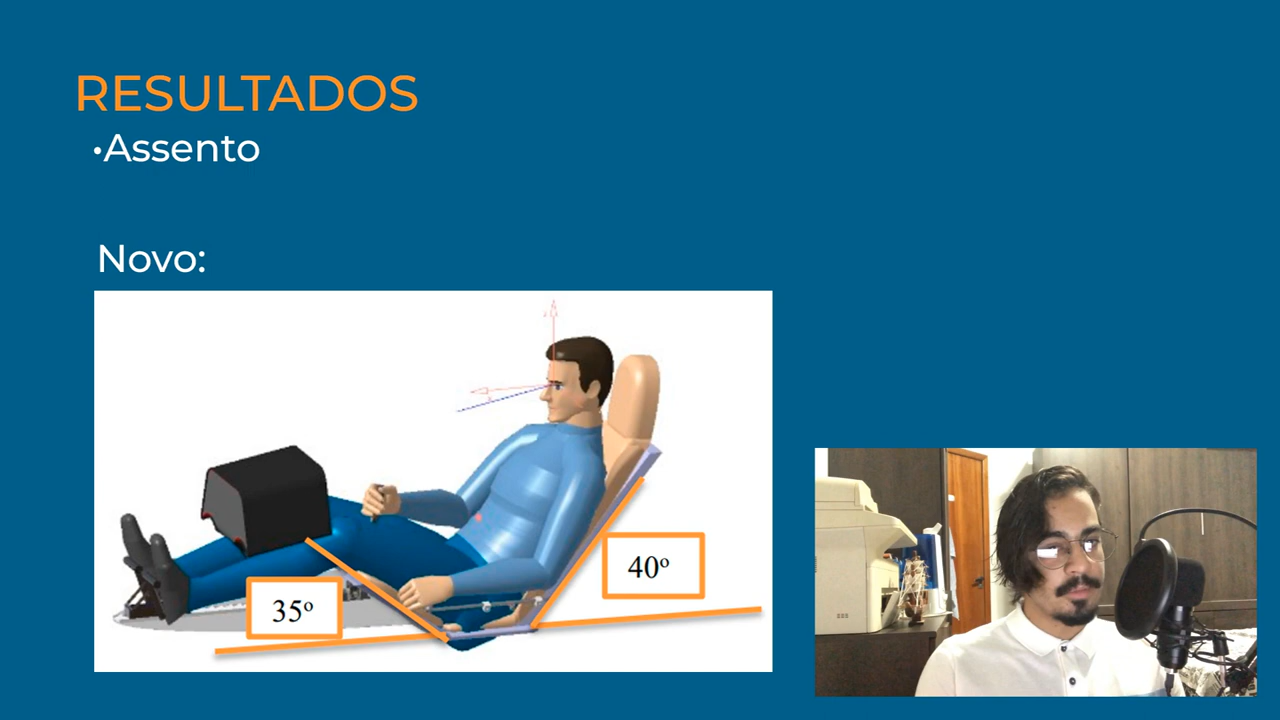 RESULTADOS
•Assento
Novo:
40º
35º